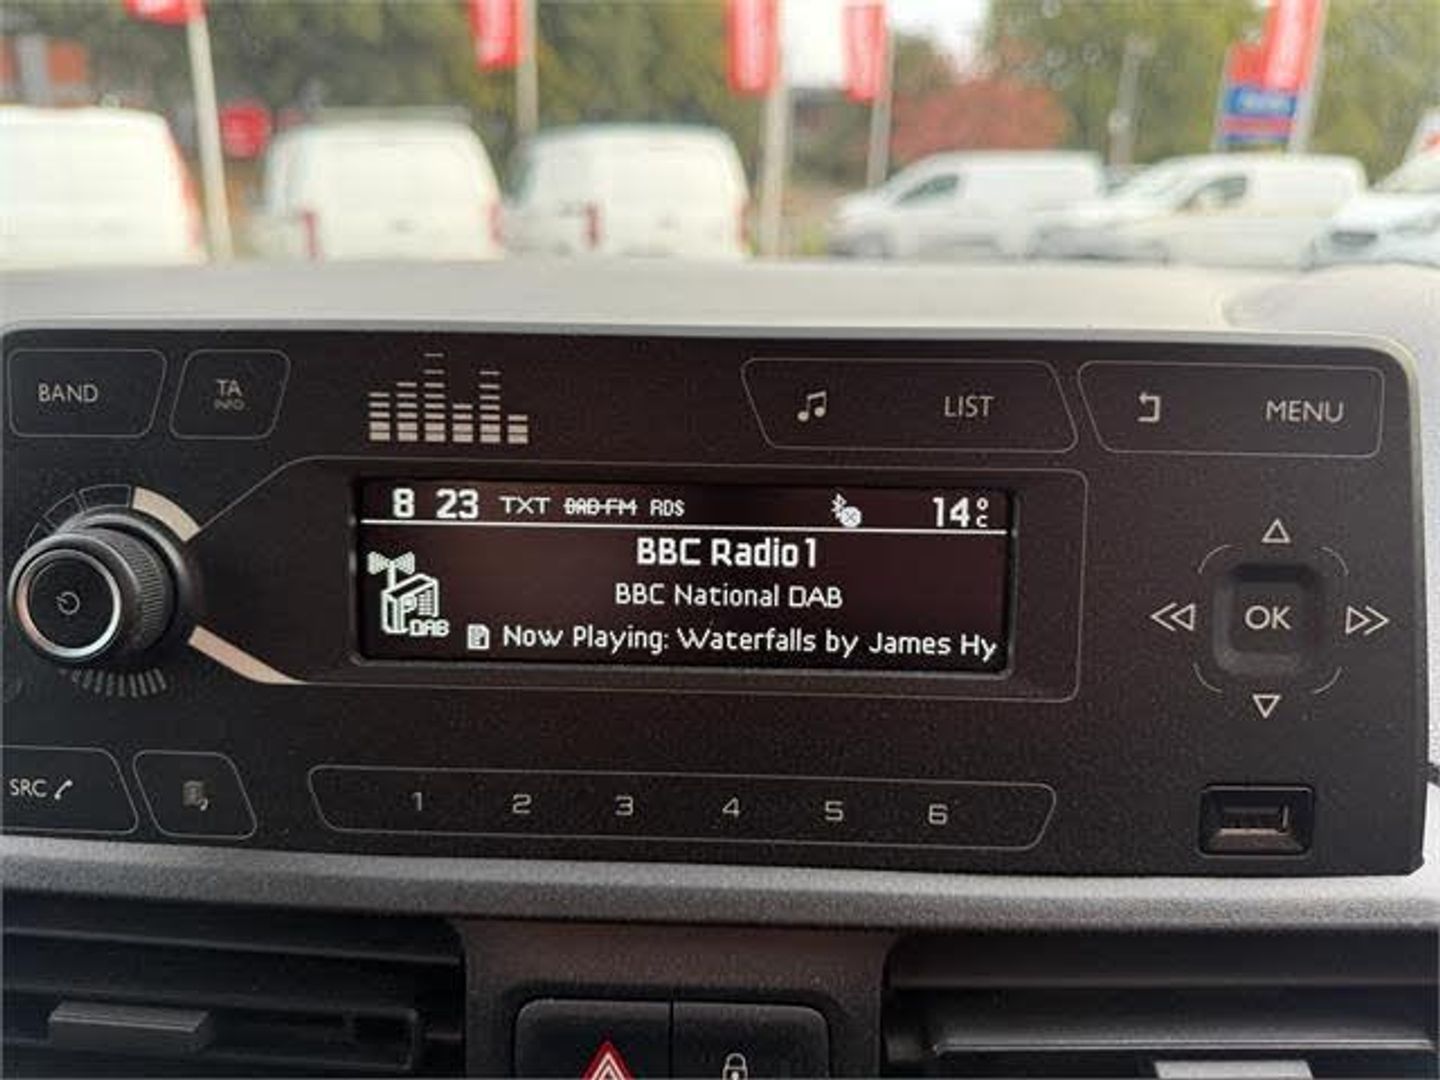 BAND
TA
INFO
LIST
MENU
8 23 TXT DAB-FM RDS 14°C
BBC Radio 1
BBC National DAB
DAB
Now Playing: Waterfalls by James Hy
OK
SRC
1 2 3 4 5 6